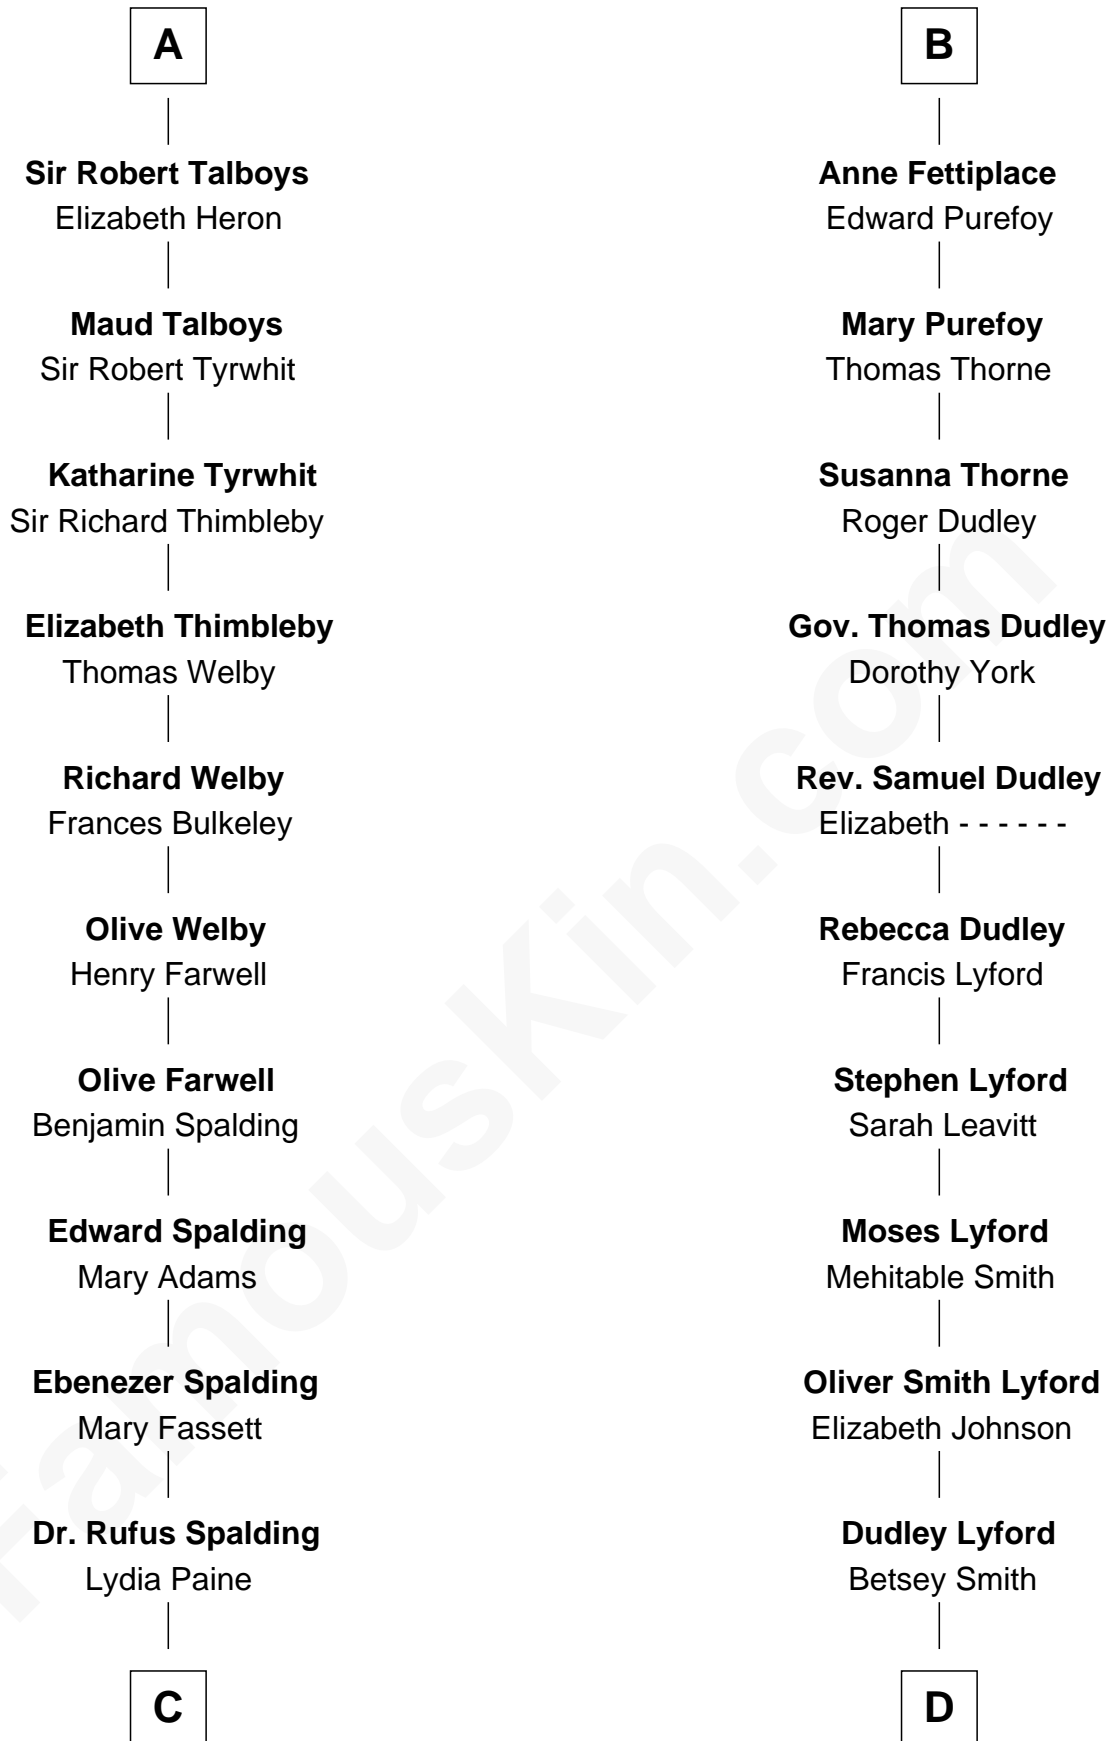 A
Sir Robert Talboys
Elizabeth Heron
Maud Talboys
Sir Robert Tyrwhit
Katharine Tyrwhit
Sir Richard Thimbleby
Elizabeth Thimbleby
Thomas Welby
Richard Welby
Frances Bulkeley
Olive Welby
Henry Farwell
Olive Farwell
Benjamin Spalding
Edward Spalding
Mary Adams
Ebenezer Spalding
Mary Fassett
Dr. Rufus Spalding
Lydia Paine
C
B
Anne Fettiplace
Edward Purefoy
Mary Purefoy
Thomas Thorne
Susanna Thorne
Roger Dudley
Gov. Thomas Dudley
Dorothy York
Rev. Samuel Dudley
Elizabeth - - - - - -
Rebecca Dudley
Francis Lyford
Stephen Lyford
Sarah Leavitt
Moses Lyford
Mehitable Smith
Oliver Smith Lyford
Elizabeth Johnson
Dudley Lyford
Betsey Smith
D
FamousKin.com